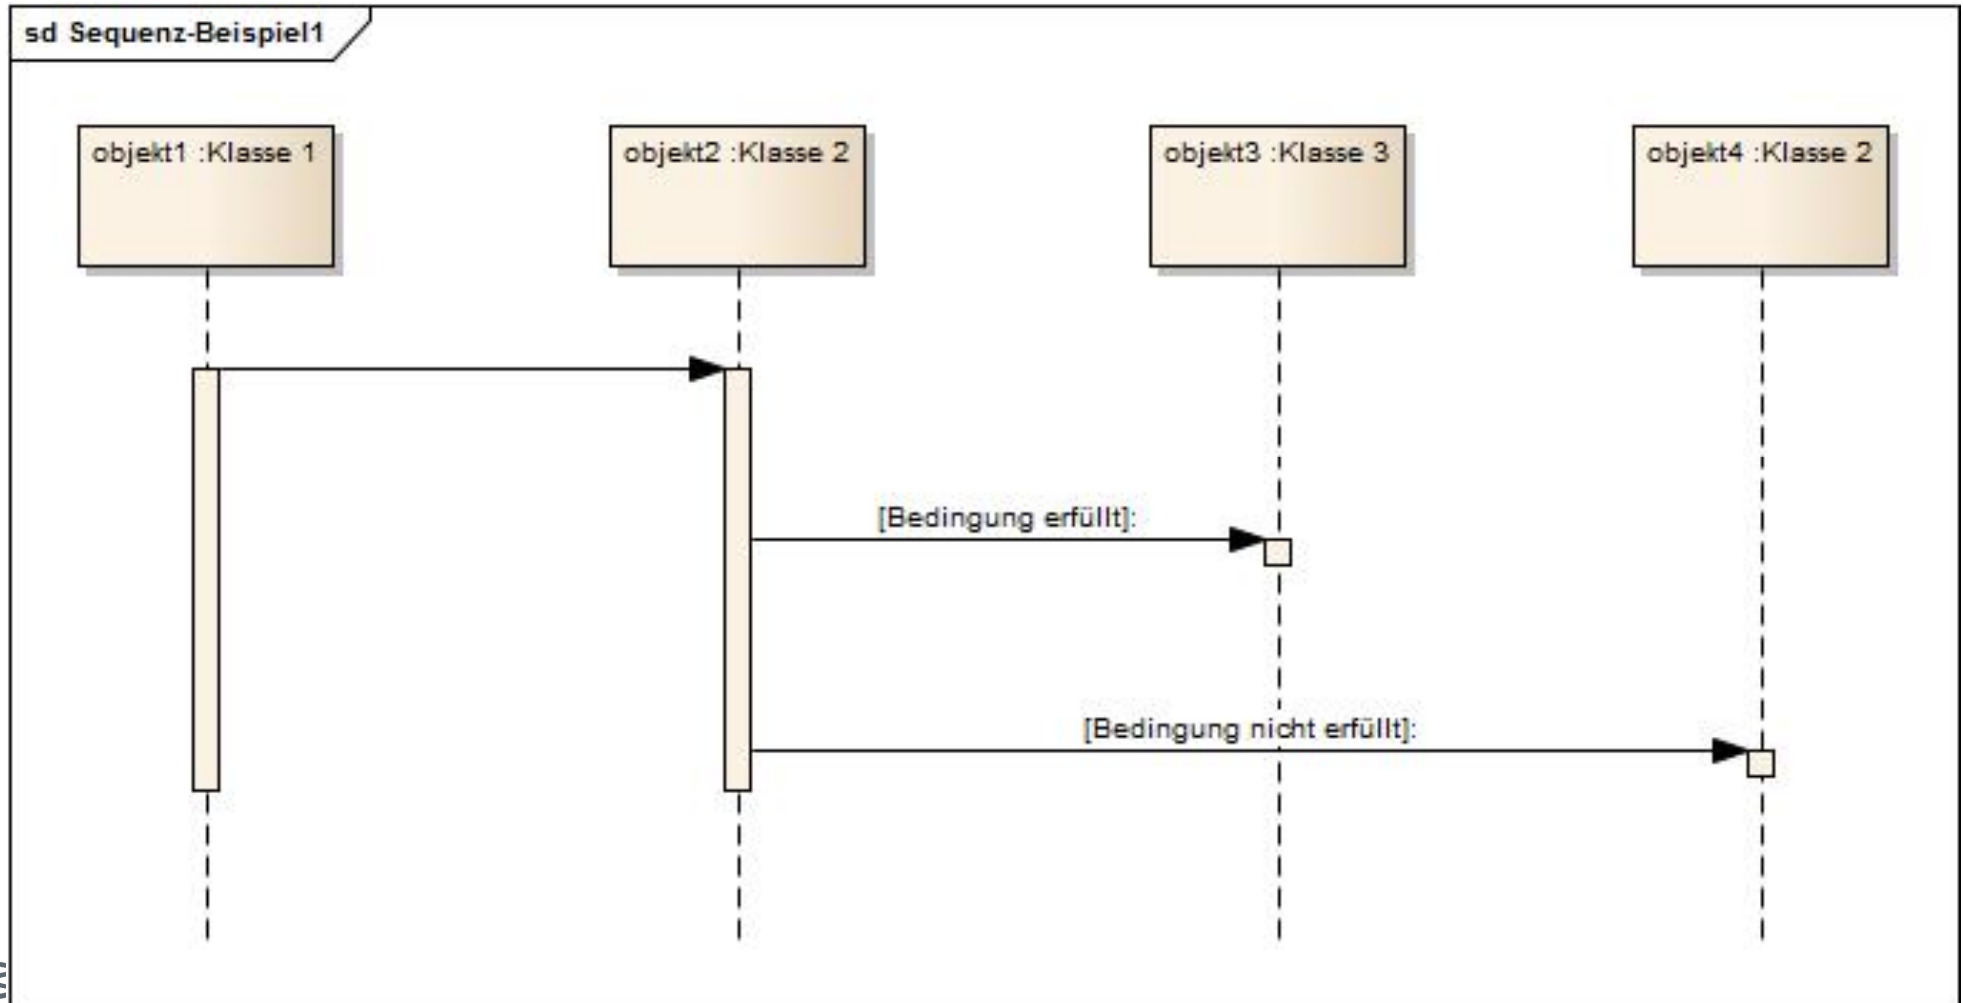 sd Sequenz-Beispiel1
objekt1 :Klasse 1
objekt2 :Klasse 2
objekt3 :Klasse 3
objekt4 :Klasse 2
[Bedingung erfüllt]:
[Bedingung nicht erfüllt]: